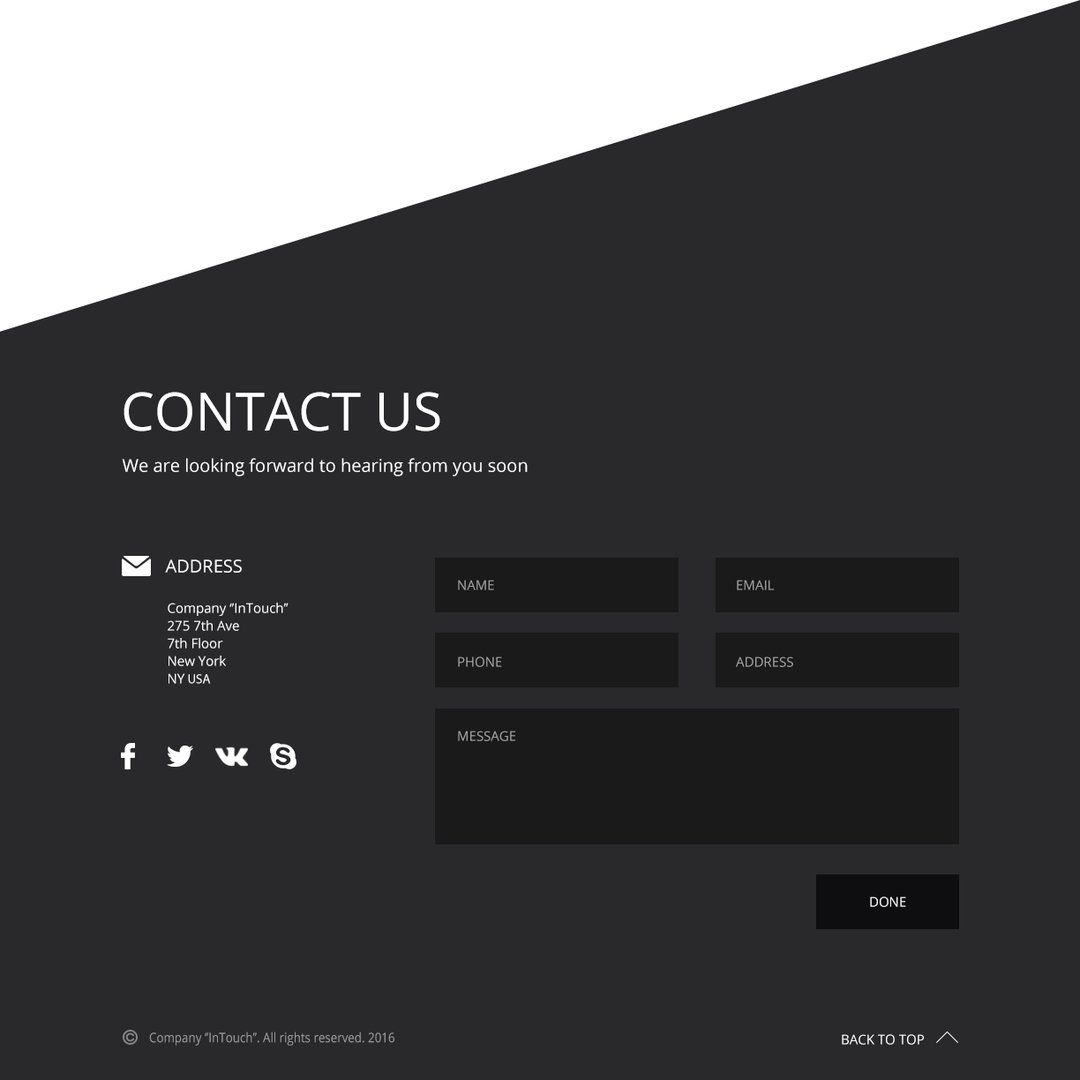 CONTACT US
We are looking forward to hearing from you soon
ADDRESS
Company “InTouch”
275 7th Ave
7th Floor
New York
NY USA
NAME
EMAIL
PHONE
ADDRESS
MESSAGE
DONE
© Company “InTouch”. All rights reserved. 2016
BACK TO TOP